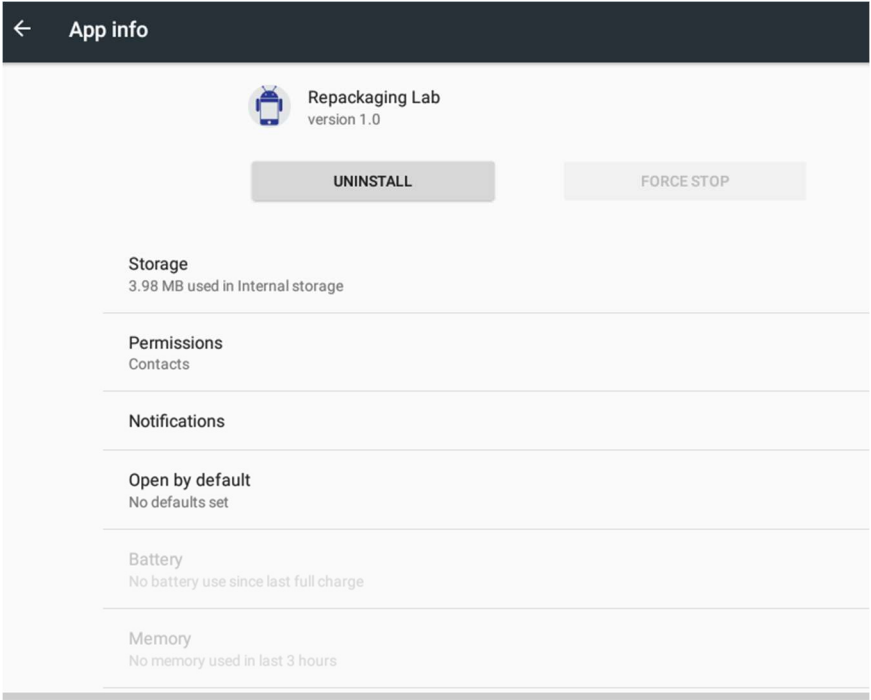 App info
Repackaging Lab
version 1.0
UNINSTALL
FORCE STOP
Storage
3.98 MB used in Internal storage
Permissions
Contacts
Notifications
Open by default
No defaults set
Battery
No battery use since last full charge
Memory
No memory used in last 3 hours